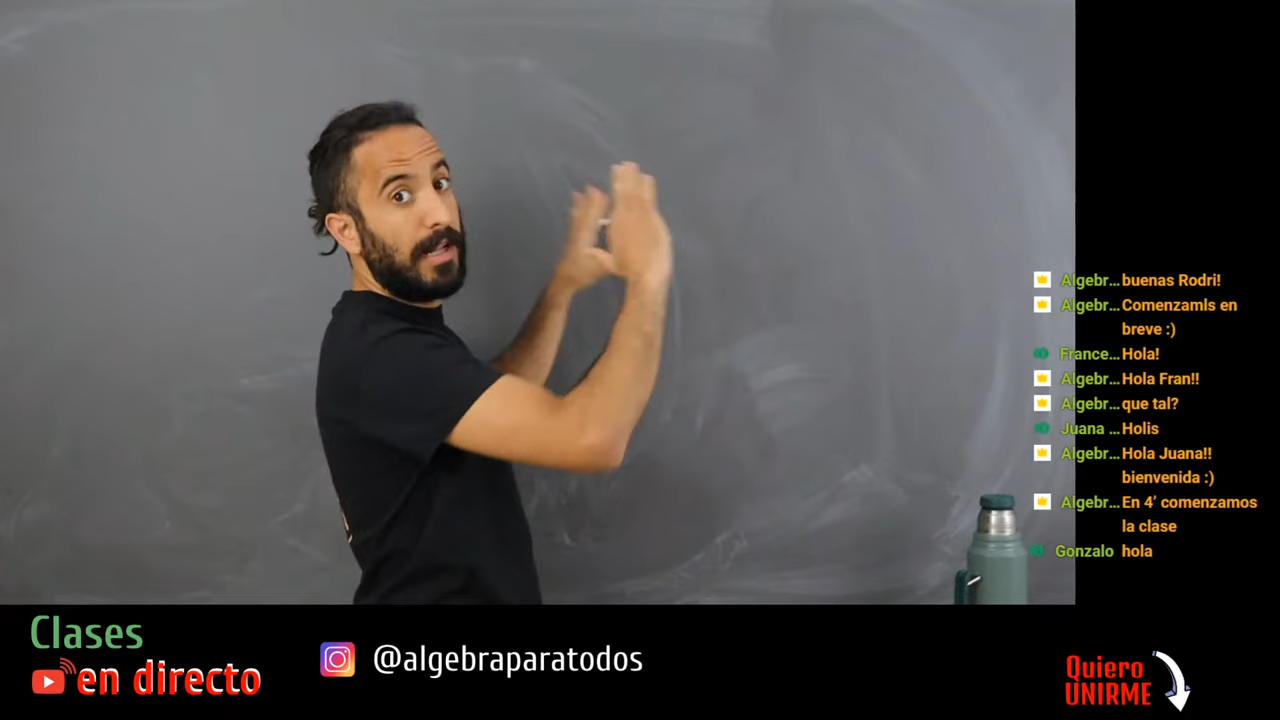 Algebr... buenas Rodri!
Algebr... Comenzamls en
breve :)
France... Hola!
Algebr... Hola Fran!!
Algebr... que tal?
Juana ... Holis
Algebr... Hola Juana!!
bienvenida :)
Algebr... En 4' comenzamos
la clase
Gonzalo hola
Clases
en directo
@algebraparatodos
Quiero
UNIRME